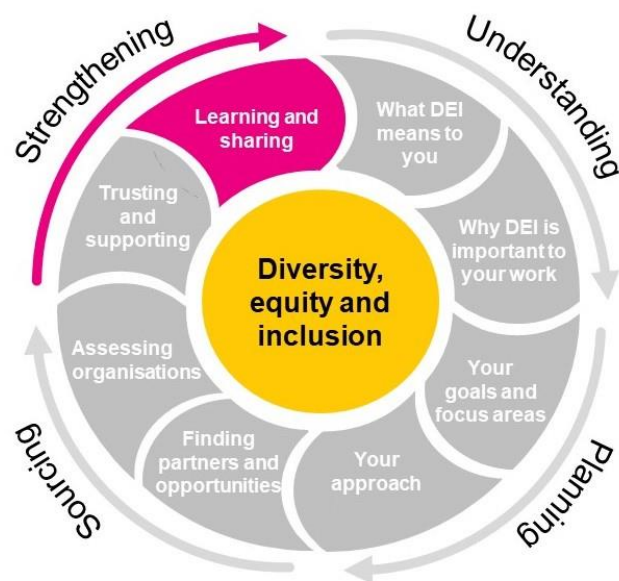 Strengthening
Understanding
Planning
Sourcing
Learning and
sharing
What DEI
means to
you
Why DEI is
important to
your work
Your
goals and
focus areas
Your
approach
Finding
partners and
opportunities
Assessing
organisations
Trusting
and
supporting
Diversity,
equity and
inclusion